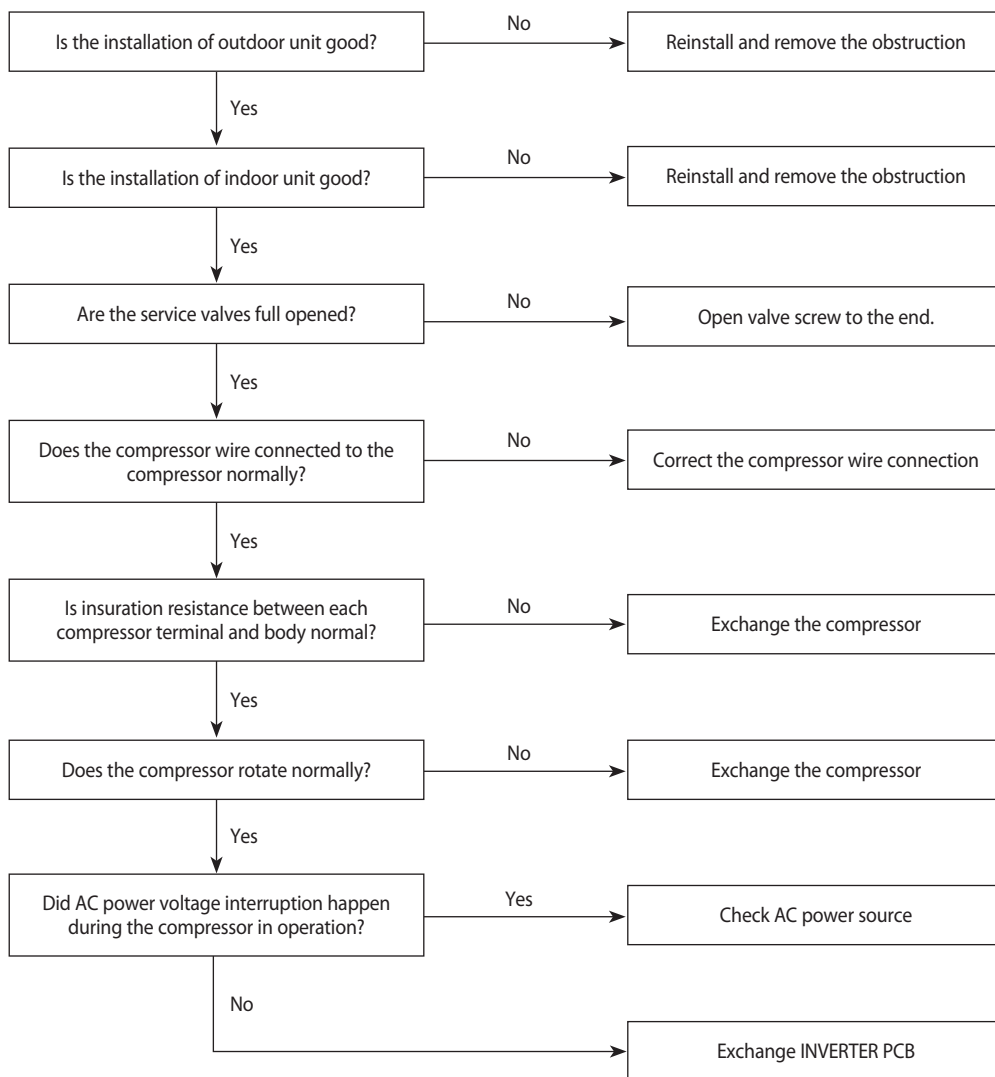 Is the installation of outdoor unit good?
No
Reinstall and remove the obstruction
Yes
Is the installation of indoor unit good?
No
Reinstall and remove the obstruction
Yes
Are the service valves full opened?
No
Open valve screw to the end.
Yes
Does the compressor wire connected to the
compressor normally?
No
Correct the compressor wire connection
Yes
Is insuration resistance between each
compressor terminal and body normal?
No
Exchange the compressor
Yes
Does the compressor rotate normally?
No
Exchange the compressor
Yes
Did AC power voltage interruption happen
during the compressor in operation?
Yes
Check AC power source
No
Exchange INVERTER PCB